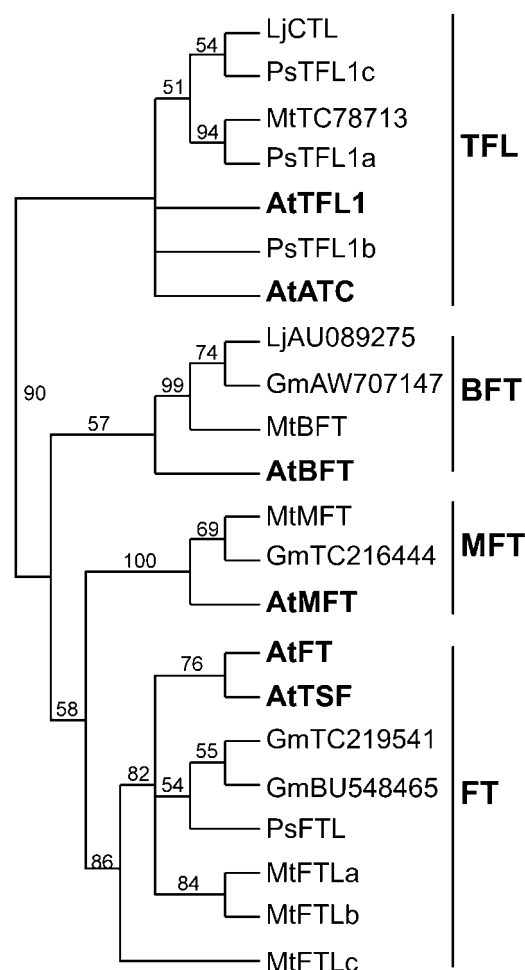 LjCTL
54
PsTFL1c
51
MtTC78713
94
PsTFL1a
TFL
AtTFL1
PsTFL1b
AtATC
LjAU089275
74
GmAW707147
99
BFT
90
MtBFT
57
AtBFT
MtMFT
69
GmTC216444
MFT
100
AtMFT
AtFT
76
AtTSF
58
GmTC219541
55
GmBU548465
82
54
FT
PsFTL
86
MtFTLa
84
MtFTLb
MtFTLc